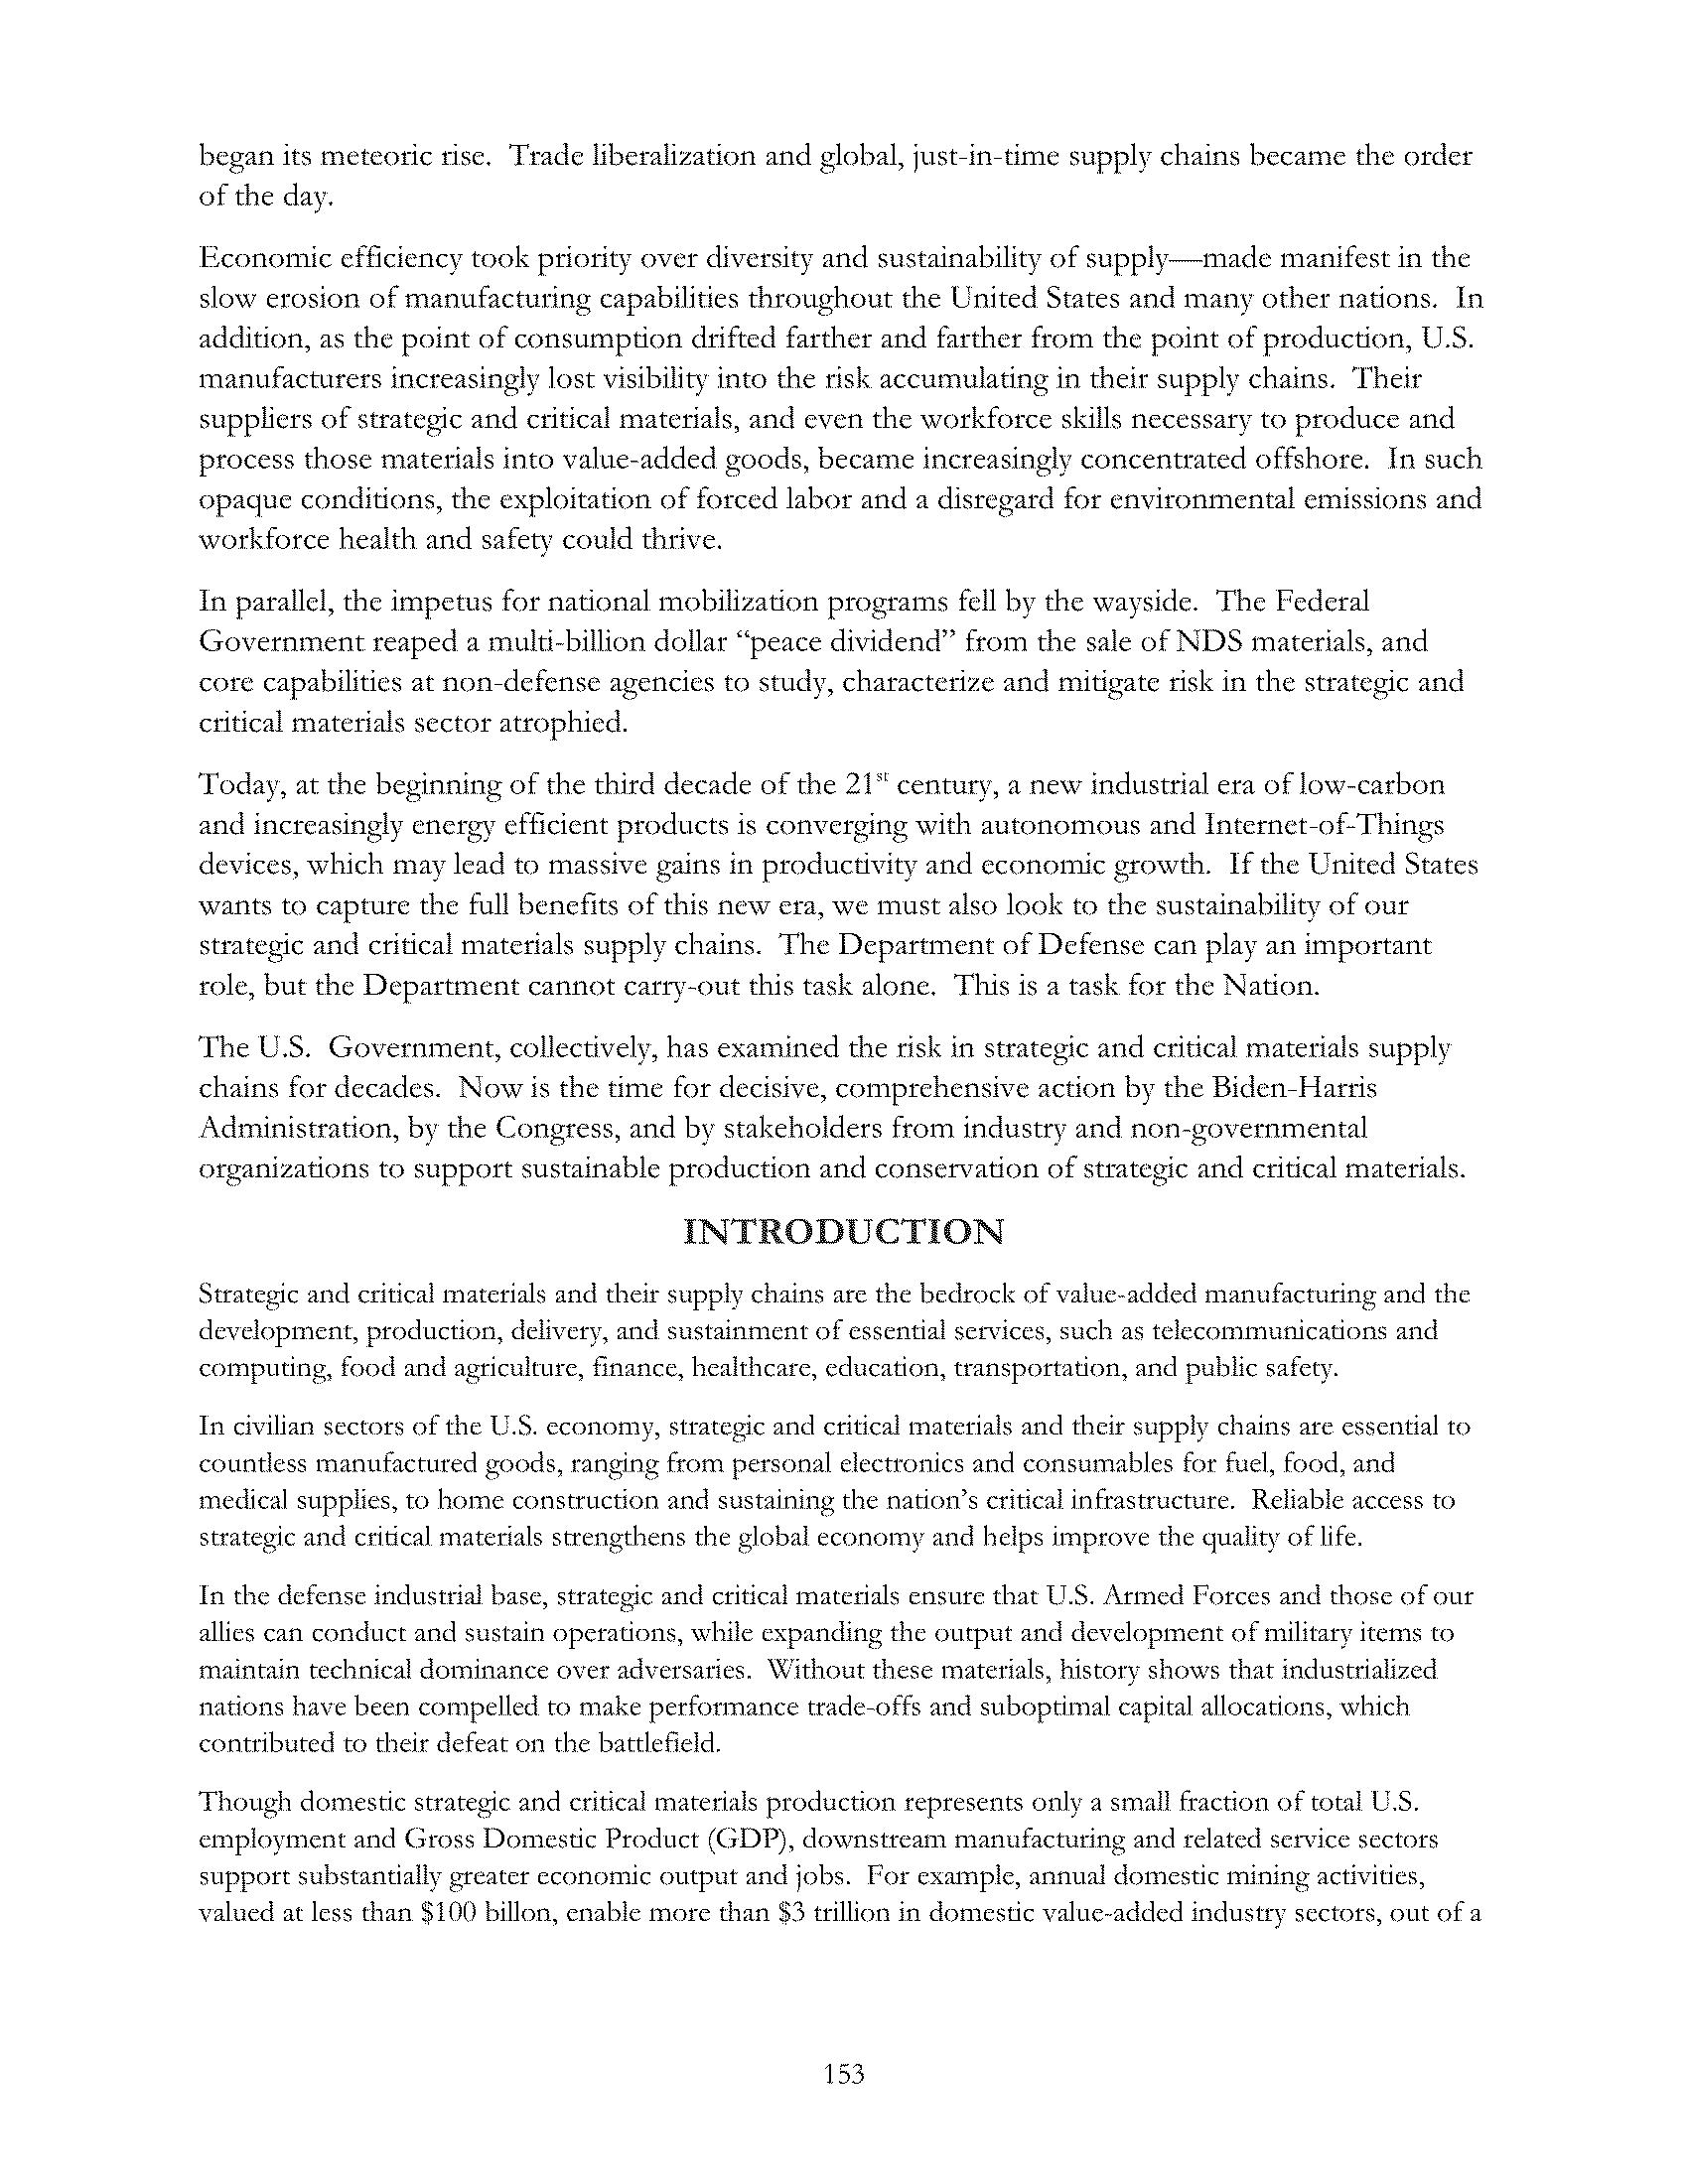 began its meteoric rise.  Trade liberalization and global, just-in-time supply chains became the order
of the day.
Economic efficiency took priority over diversity and sustainability of supply—made manifest in the
slow erosion of manufacturing capabilities throughout the United States and many other nations.  In
addition, as the point of consumption drifted farther and farther from the point of production, U.S.
manufacturers increasingly lost visibility into the risk accumulating in their supply chains.  Their
suppliers of strategic and critical materials, and even the workforce skills necessary to produce and
process those materials into value-added goods, became increasingly concentrated offshore.  In such
opaque conditions, the exploitation of forced labor and a disregard for environmental emissions and
workforce health and safety could thrive.
In parallel, the impetus for national mobilization programs fell by the wayside.  The Federal
Government reaped a multi-billion dollar “peace dividend” from the sale of NDS materials, and
core capabilities at non-defense agencies to study, characterize and mitigate risk in the strategic and
critical materials sector atrophied.
Today, at the beginning of the third decade of the 21st century, a new industrial era of low-carbon
and increasingly energy efficient products is converging with autonomous and Internet-of-Things
devices, which may lead to massive gains in productivity and economic growth.  If the United States
wants to capture the full benefits of this new era, we must also look to the sustainability of our
strategic and critical materials supply chains.  The Department of Defense can play an important
role, but the Department cannot carry-out this task alone.  This is a task for the Nation.
The U.S.  Government, collectively, has examined the risk in strategic and critical materials supply
chains for decades.  Now is the time for decisive, comprehensive action by the Biden-Harris
Administration, by the Congress, and by stakeholders from industry and non-governmental
organizations to support sustainable production and conservation of strategic and critical materials.
INTRODUCTION
Strategic and critical materials and their supply chains are the bedrock of value-added manufacturing and the
development, production, delivery, and sustainment of essential services, such as telecommunications and
computing, food and agriculture, finance, healthcare, education, transportation, and public safety.
In civilian sectors of the U.S. economy, strategic and critical materials and their supply chains are essential to
countless manufactured goods, ranging from personal electronics and consumables for fuel, food, and
medical supplies, to home construction and sustaining the nation’s critical infrastructure.  Reliable access to
strategic and critical materials strengthens the global economy and helps improve the quality of life.
In the defense industrial base, strategic and critical materials ensure that U.S. Armed Forces and those of our
allies can conduct and sustain operations, while expanding the output and development of military items to
maintain technical dominance over adversaries.  Without these materials, history shows that industrialized
nations have been compelled to make performance trade-offs and suboptimal capital allocations, which
contributed to their defeat on the battlefield.
Though domestic strategic and critical materials production represents only a small fraction of total U.S.
employment and Gross Domestic Product (GDP), downstream manufacturing and related service sectors
support substantially greater economic output and jobs.  For example, annual domestic mining activities,
valued at less than $100 billon, enable more than $3 trillion in domestic value-added industry sectors, out of a
153